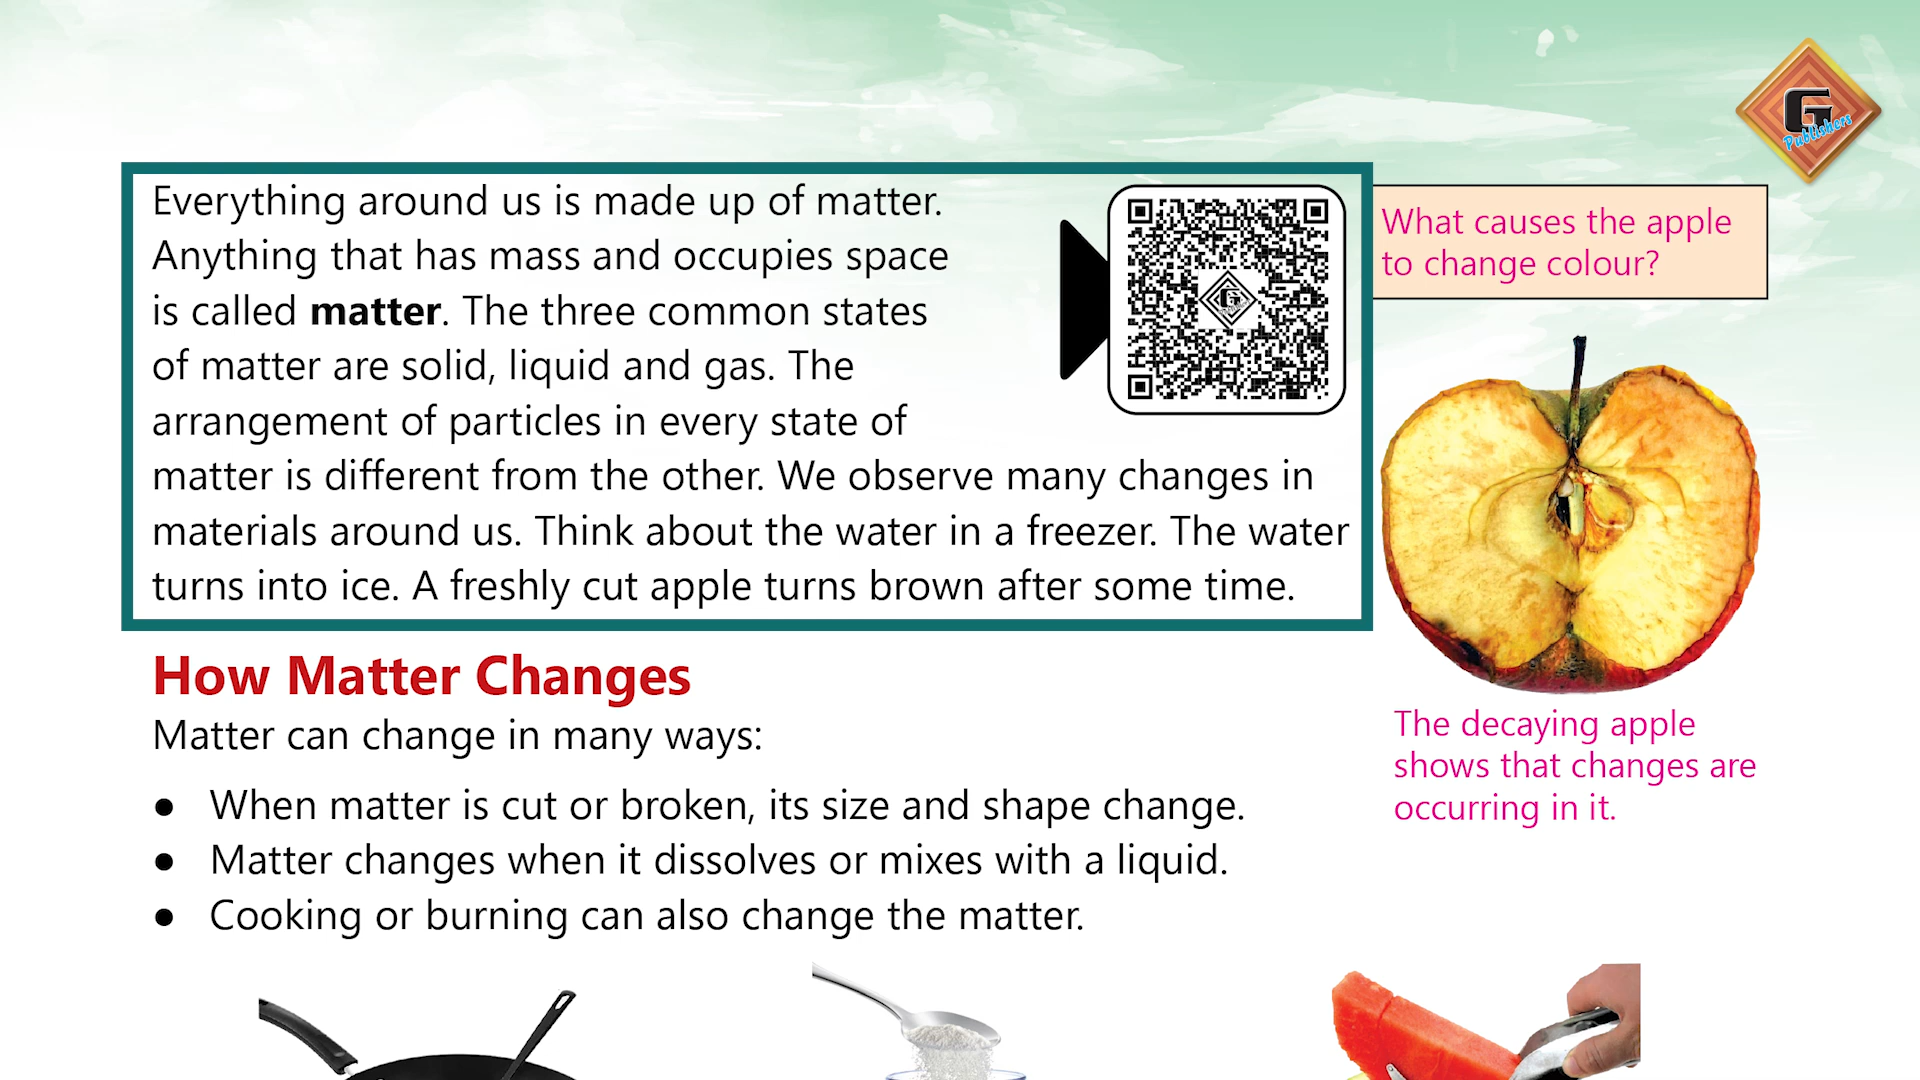 G
Publishers
Everything around us is made up of matter.
Anything that has mass and occupies space
is called matter. The three common states
of matter are solid, liquid and gas. The
arrangement of particles in every state of
matter is different from the other. We observe many changes in
materials around us. Think about the water in a freezer. The water
turns into ice. A freshly cut apple turns brown after some time.
What causes the apple
to change colour?
The decaying apple
shows that changes are
occurring in it.
How Matter Changes
Matter can change in many ways:
● When matter is cut or broken, its size and shape change.
● Matter changes when it dissolves or mixes with a liquid.
● Cooking or burning can also change the matter.